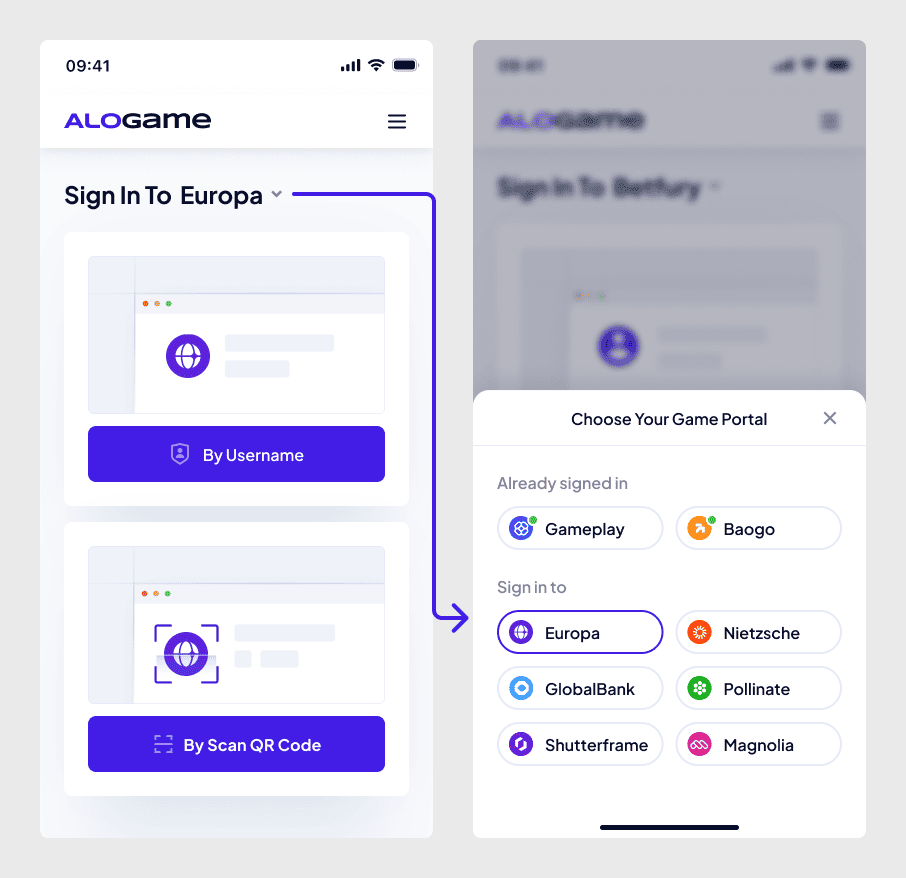 09:41
ALOGame
Sign In To Europa
By Username
By Scan QR Code
09:41
ALOGame
Sign In To Betfury
Choose Your Game Portal
Already signed in
Gameplay
Baogo
Sign in to
Europa
Nietzsche
GlobalBank
Pollinate
Shutterframe
Magnolia